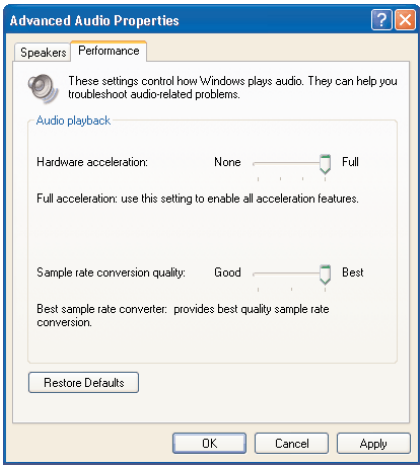 Advanced Audio Properties
Speakers Performance
These settings control how Windows plays audio. They can help you
troubleshoot audio-related problems.
Audio playback
Hardware acceleration: None Full
Full acceleration: use this setting to enable all acceleration features.
Sample rate conversion quality: Good Best
Best sample rate converter: provides best quality sample rate
conversion.
Restore Defaults
OK Cancel Apply